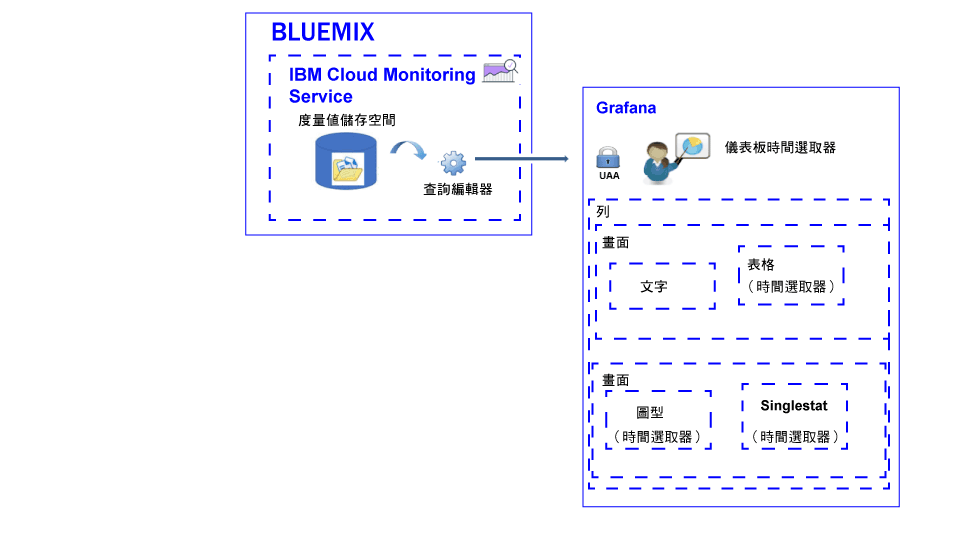 BLUEMIX
IBM Cloud Monitoring
Service
度量值儲存空間
查詢編輯器
Grafana
UAA
儀表板時間選取器
列
畫面
文字
表格
（時間選取器）
畫面
圖型
（時間選取器）
Singlestat
（時間選取器）